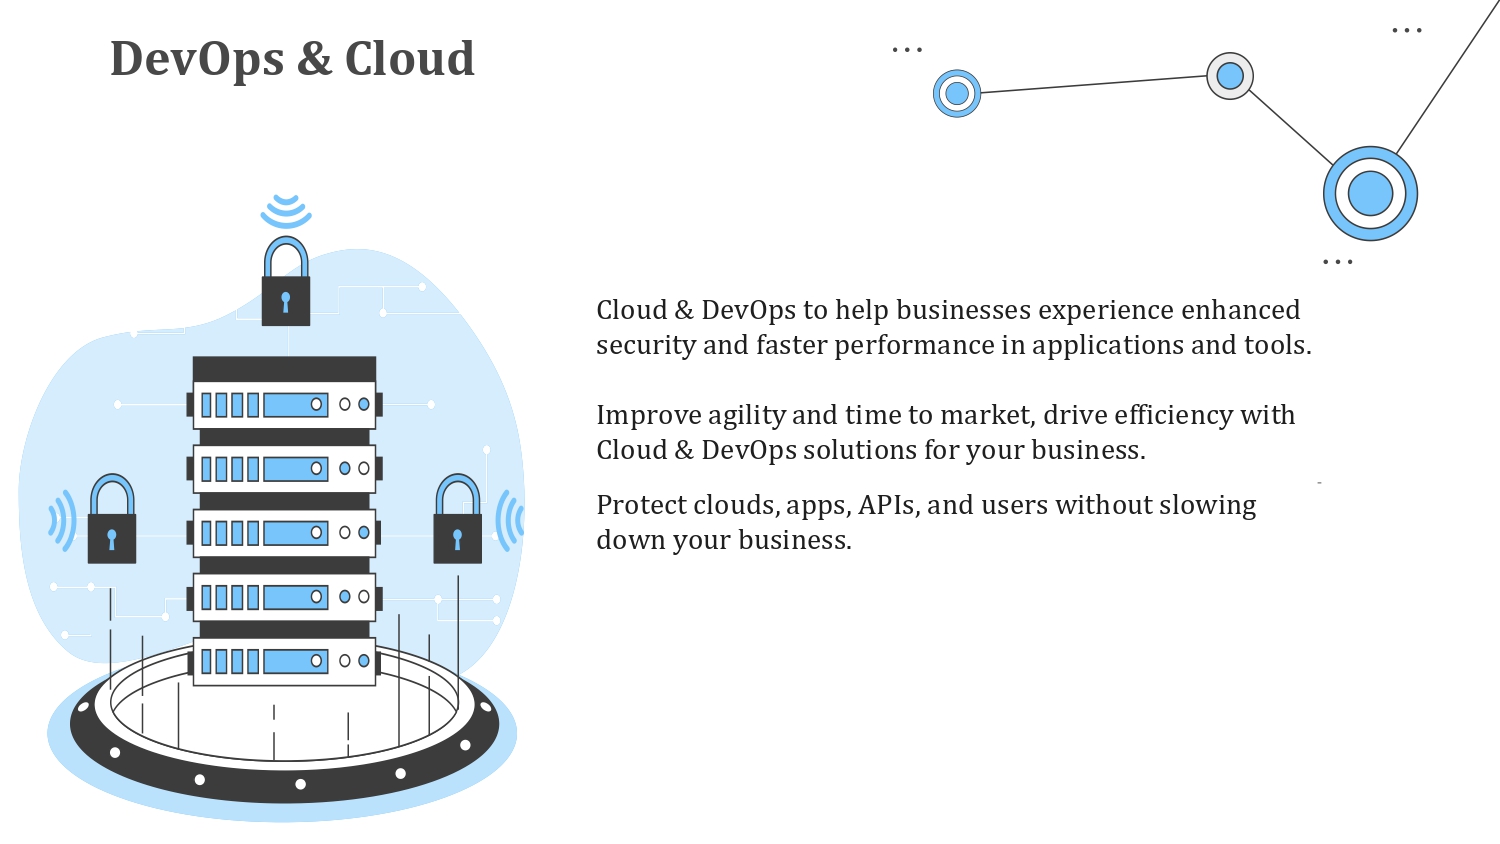 DevOps & Cloud
Cloud & DevOps to help businesses experience enhanced
security and faster performance in applications and tools.
Improve agility and time to market, drive efficiency with
Cloud & DevOps solutions for your business.
Protect clouds, apps, APIs, and users without slowing
down your business.